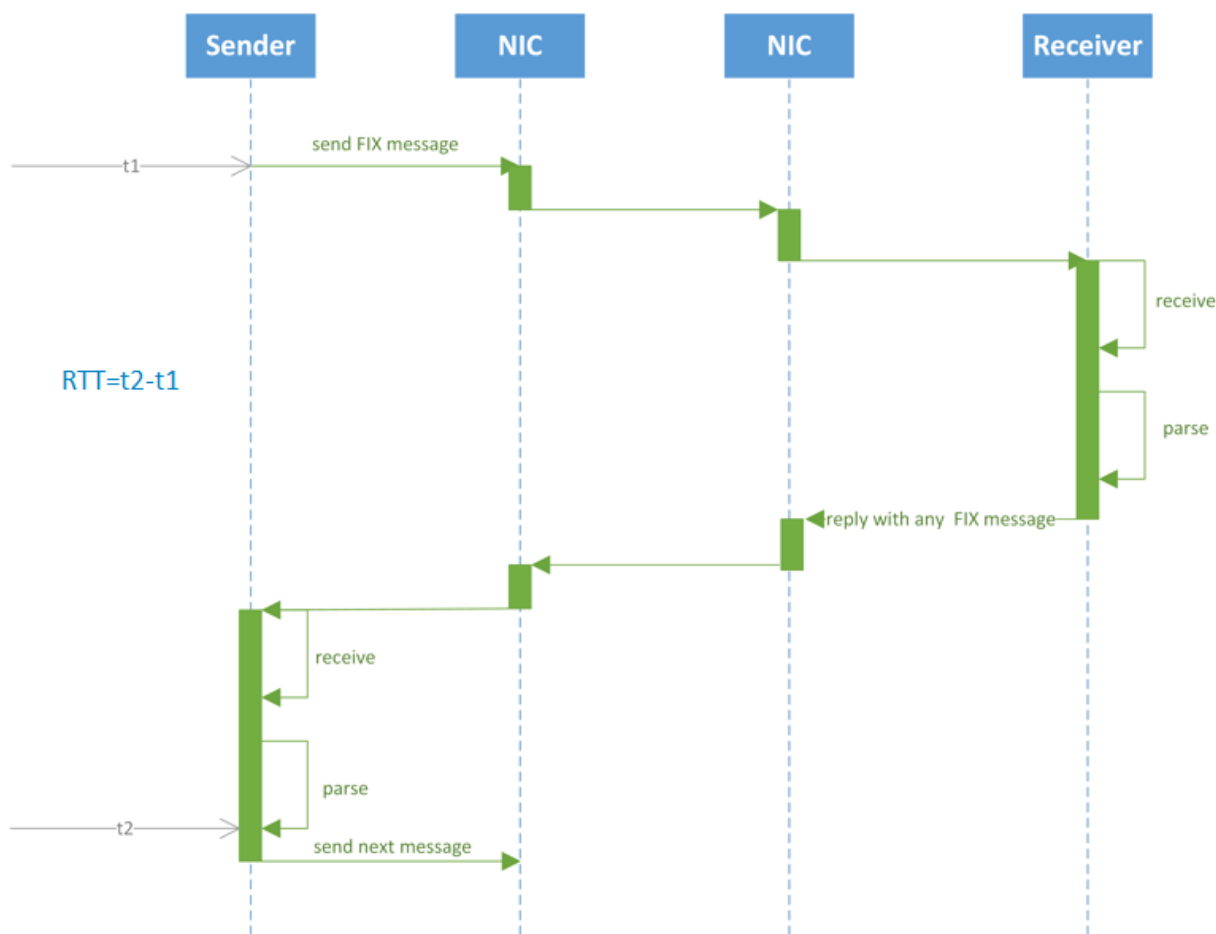 Sender
NIC
NIC
Receiver
send FIX message
t1
receive
RTT=t2-t1
parse
reply with any  FIX message
receive
parse
t2
send next message